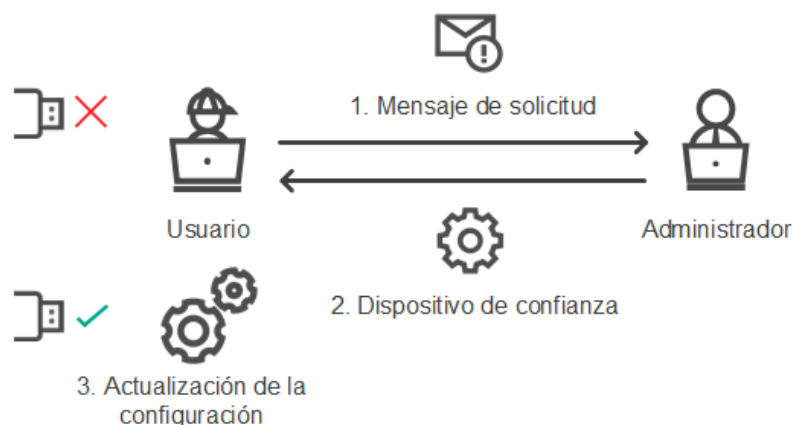 1. Mensaje de solicitud
Usuario
Administrador
2. Dispositivo de confianza
3. Actualización de la
configuración